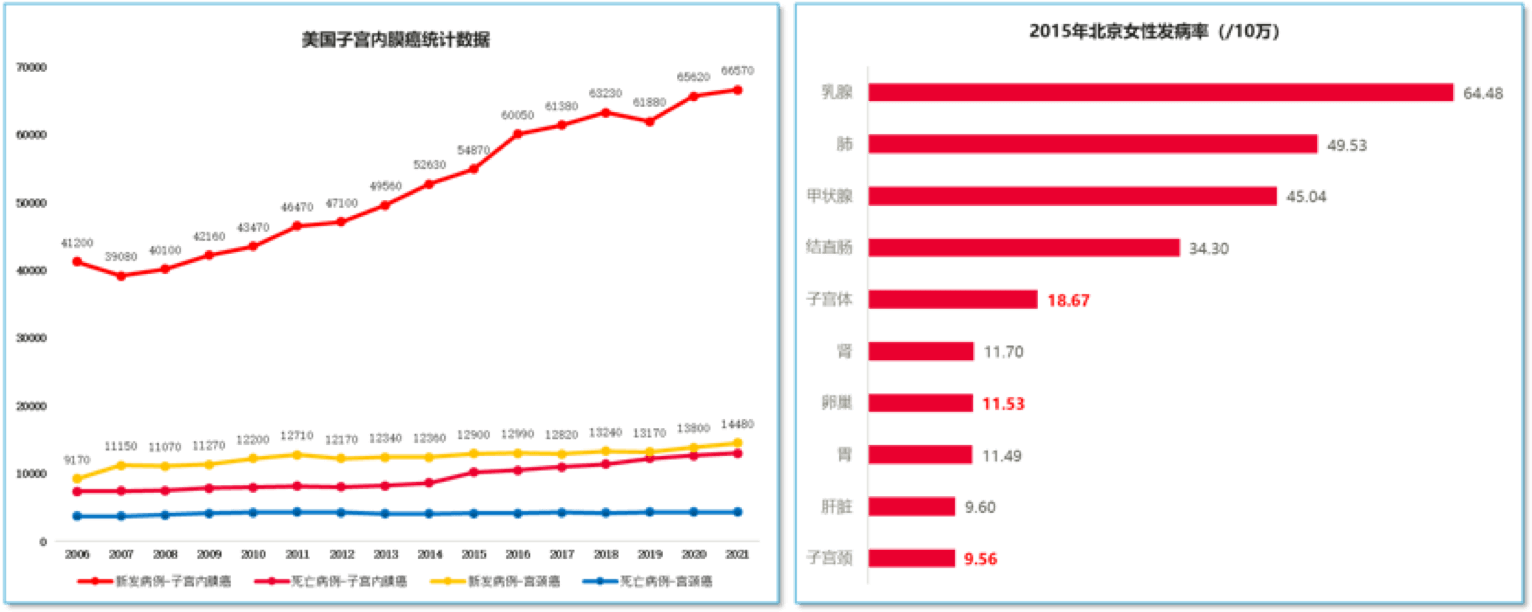 美国子宫内膜癌统计数据
70000
60000
50000
40000
30000
20000
10000
0
41200 39080 40100 42160 43470 46470 47100 49560 52630 54870 60050 61380 63230 61880 65620 66570
9170 11150 11070 11270 12200 12710 12170 12340 12360 12900 12990 12820 13240 13170 13800 14480
2006 2007 2008 2009 2010 2011 2012 2013 2014 2015 2016 2017 2018 2019 2020 2021
新发病例-子宫内膜癌 死亡病例-子宫内膜癌 新发病例-宫颈癌 死亡病例-宫颈癌
2015年北京女性发病率（/10万）
乳腺 64.48
肺 49.53
甲状腺 45.04
结直肠 34.30
子宫体 18.67
肾 11.70
卵巢 11.53
胃 11.49
肝脏 9.60
子宫颈 9.56